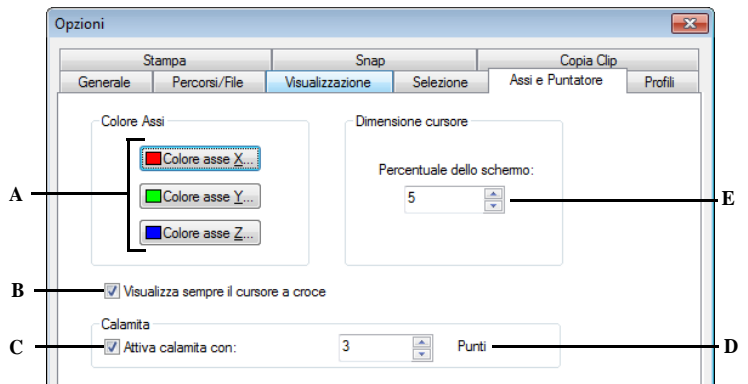 Opzioni
Stampa Snap Copia Clip
Generale Percorsi/File Visualizzazione Selezione Assi e Puntatore Profili
Colore Assi Dimensione cursore
Colore asse X...
Percentuale dello schermo:
A Colore asse Y... 5 E
Colore asse Z...
B Visualizza sempre il cursore a croce
Calamita
C Attiva calamita con: 3 Punti D